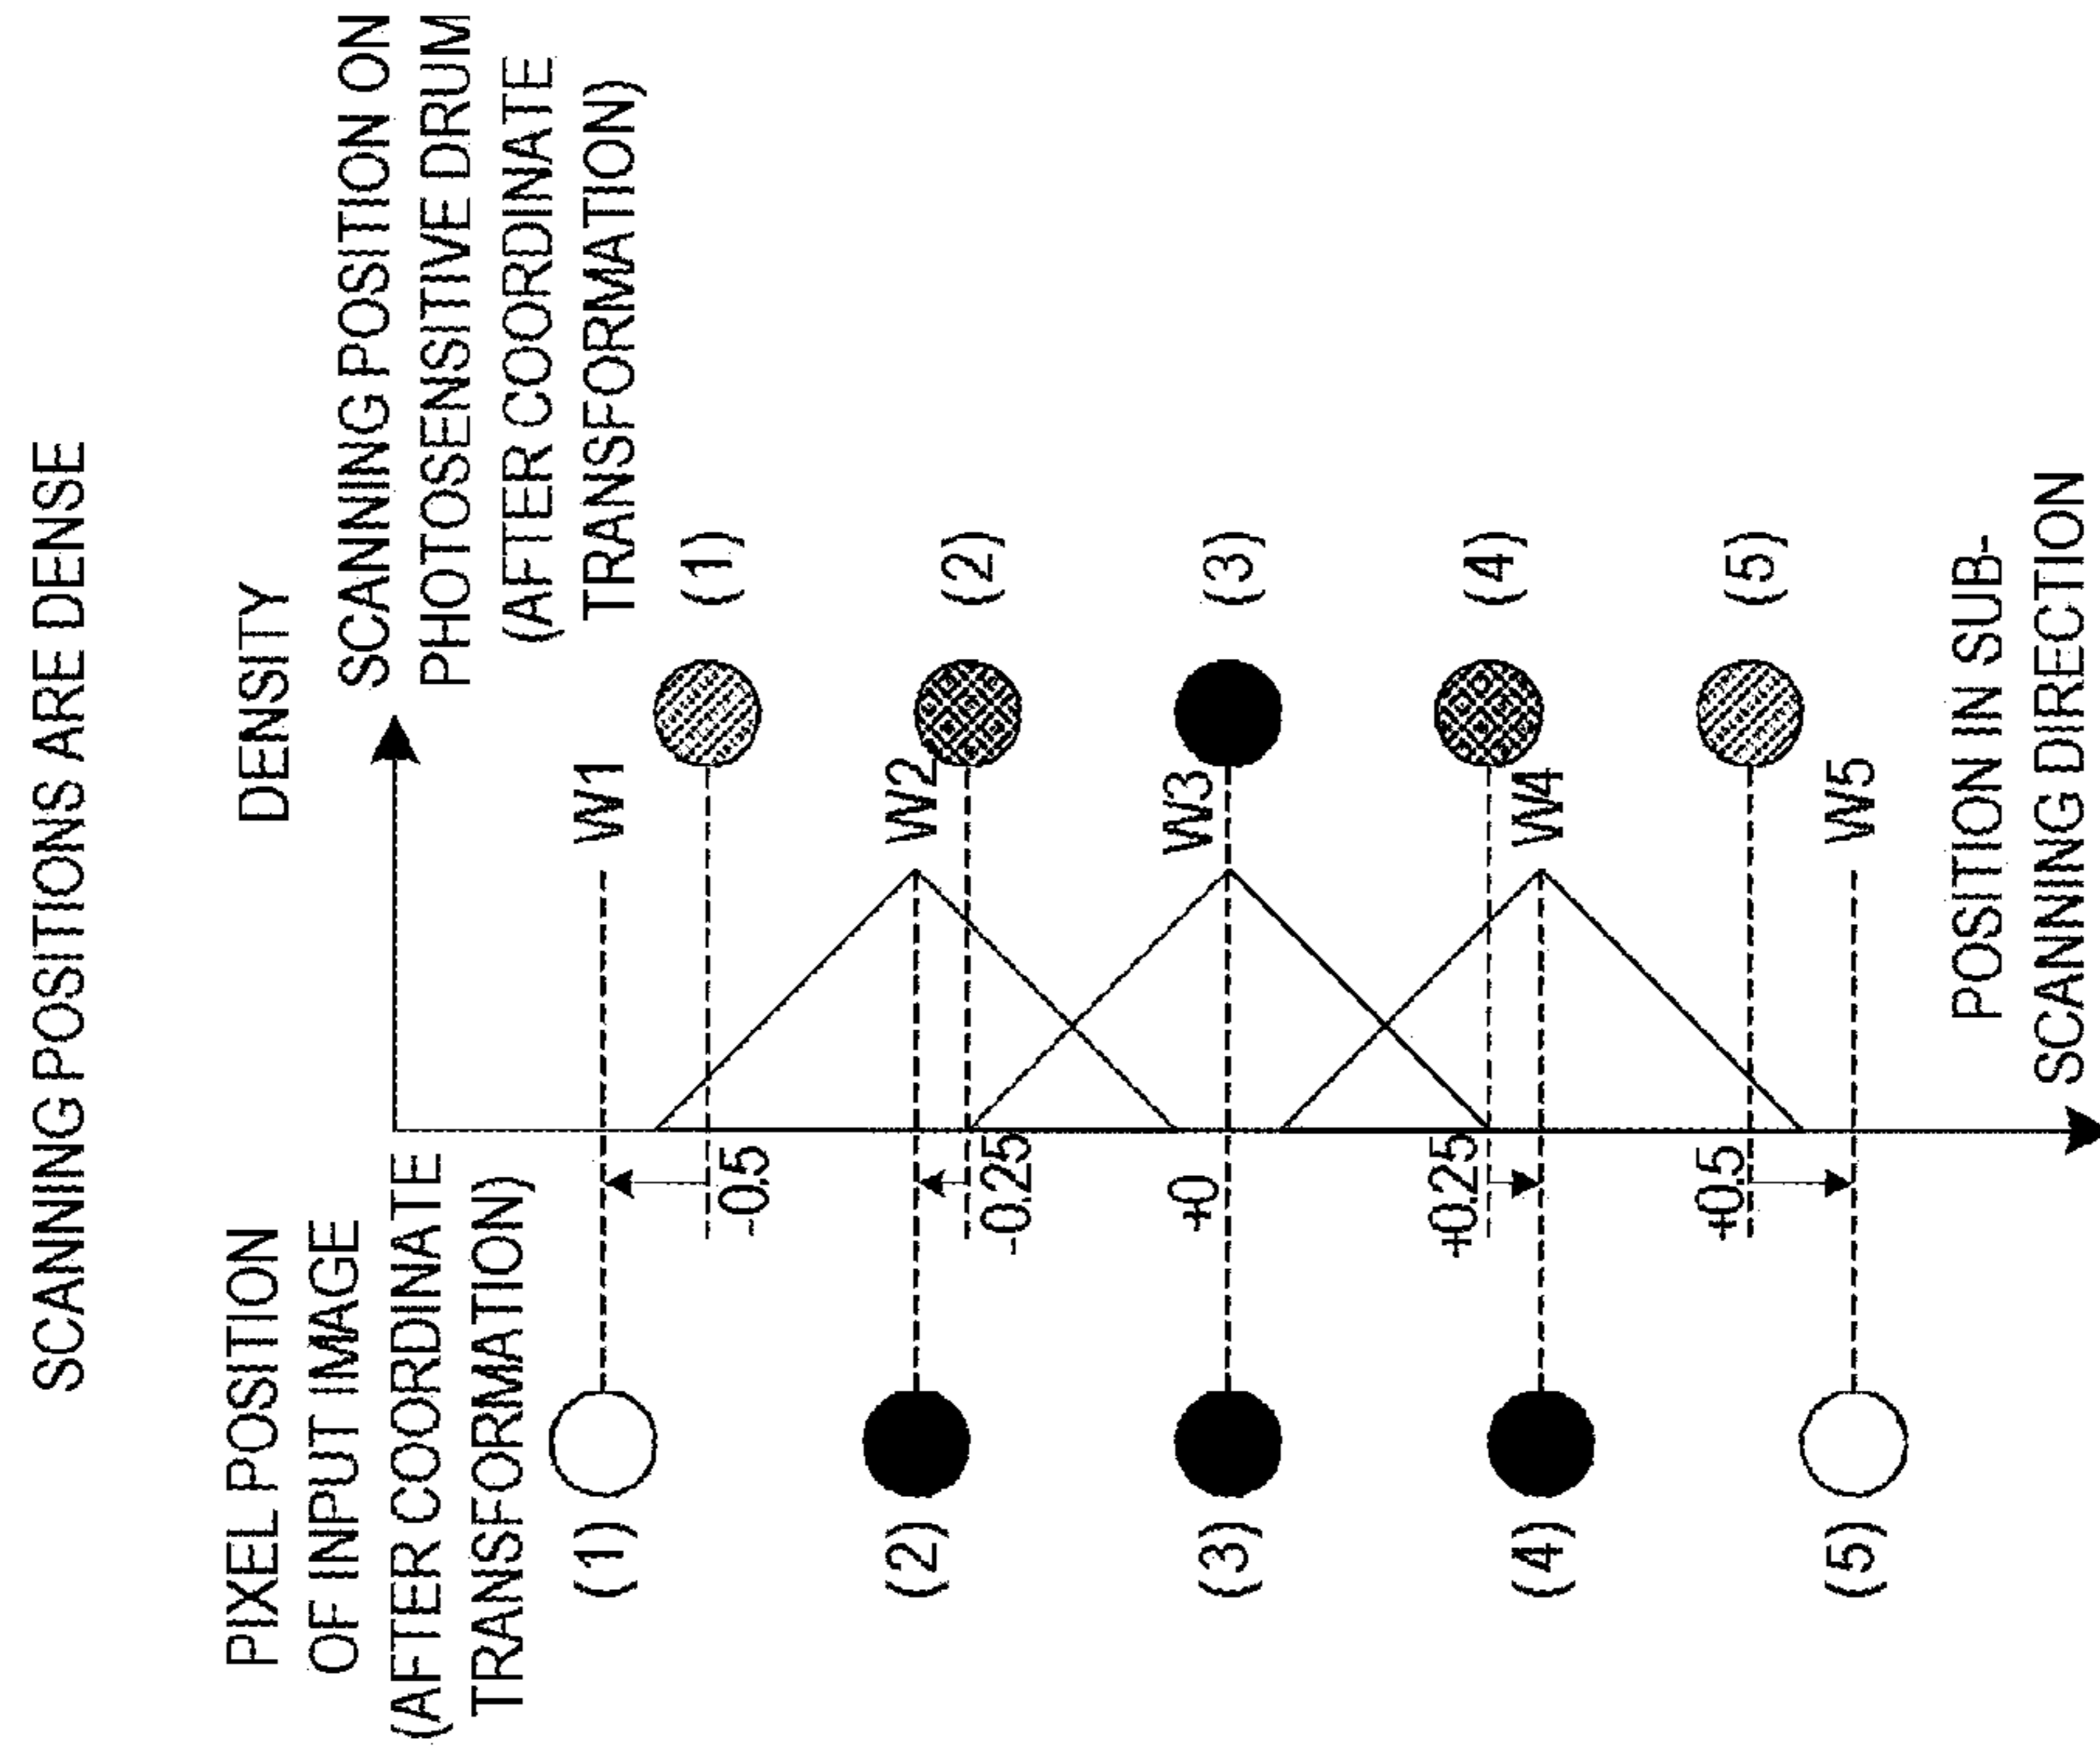 SCANNING POSITIONS ARE DENSE
PIXEL POSITION
OF INPUT IMAGE
(AFTER COORDINATE
TRANSFORMATION)
DENSITY
SCANNING POSITION ON
PHOTOSENSITIVE DRUM
(AFTER COORDINATE
TRANSFORMATION)
(1)
W1
-0.5
(1)
(2)
W2
-0.25
(2)
(3)
+0
W3
(3)
(4)
+0.25
W4
(4)
(5)
+0.5
W5
(5)
POSITION IN SUB-
SCANNING DIRECTION